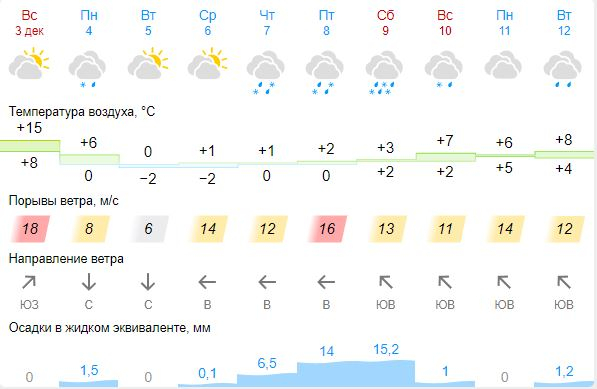 Вс Пн Вт Ср Чт Пт Сб Вс Пн Вт
3 дек 4 5 6 7 8 9 10 11 12
Температура воздуха, °C
+15 +6 0 +1 +1 +2 +3 +7 +6 +8
+8 0 −2 −2 0 0 +2 +2 +5 +4
Порывы ветра, м/с
18 8 6 14 12 16 13 11 14 12
Направление ветра
ЮЗ С С В В В ЮВ ЮВ ЮВ ЮВ
Осадки в жидком эквиваленте, мм
0 1,5 0 0,1 6,5 14 15,2 1 0 1,2